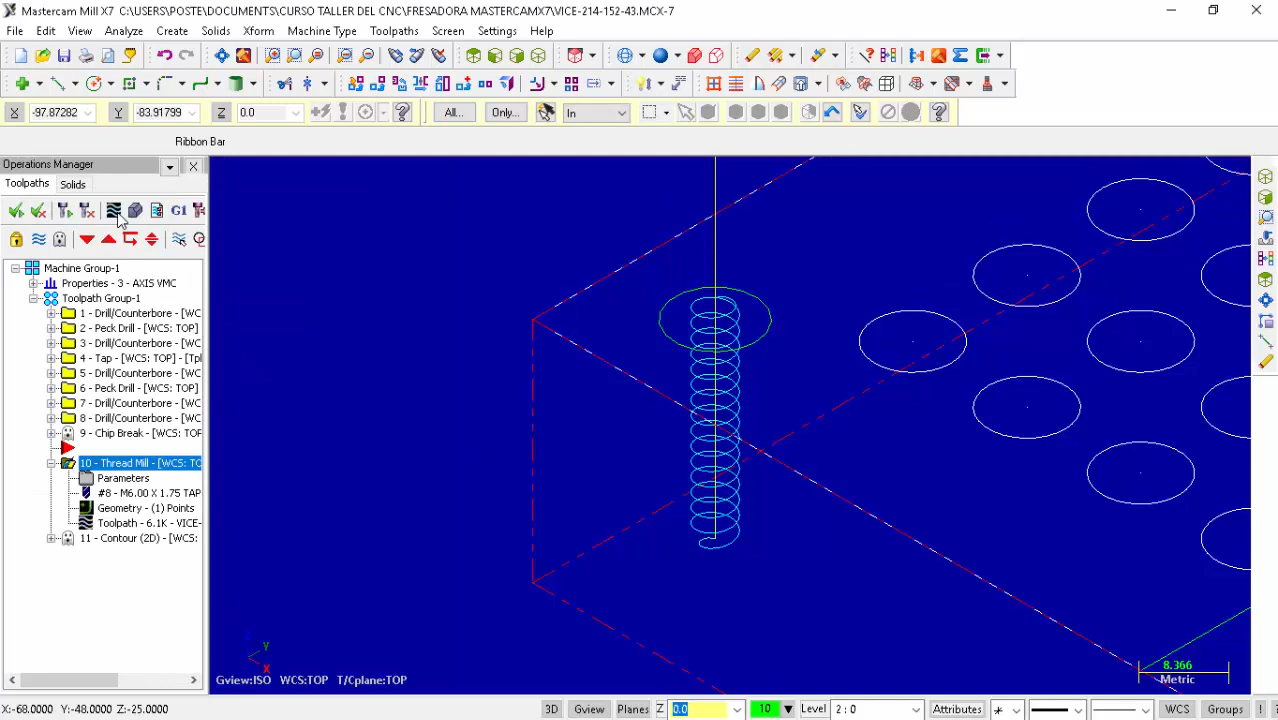 Mastercam Mill X7 C:\USERS\POSTE\DOCUMENTS\CURSO TALLER DEL CNC\FRESADORA MASTERCAMX7\VICE-214-152-43.MCX-7
File Edit View Analyze Create Solids Xform Machine Type Toolpaths Screen Settings Help
X -97.87282 Y -83.91799 Z 0.0 All... Only... In
Ribbon Bar
Operations Manager
Toolpaths Solids
G1
Machine Group-1
Properties - 3 - AXIS VMC
Toolpath Group-1
1 - Drill/Counterbore - [WC
2 - Peck Drill - [WCS: TOP]
3 - Drill/Counterbore - [WC
4 - Tap - [WCS: TOP] - [Tpl
5 - Drill/Counterbore - [WC
6 - Peck Drill - [WCS: TOP]
7 - Drill/Counterbore - [WC
8 - Drill/Counterbore - [WC
9 - Chip Break - [WCS: TOP
10 - Thread Mill - [WCS: TO
Parameters
#8 - M6.00 X 1.75 TAP
Geometry - (1) Points
Toolpath - 6.1K - VICE-
11 - Contour (2D) - [WCS:
Y
X
Gview:ISO WCS:TOP T/Cplane:TOP
8.366
Metric
X:-68.0000 Y:-48.0000 Z:-25.0000
3D Gview Planes Z 0.0 10 Level 2 : 0 Attributes WCS Groups